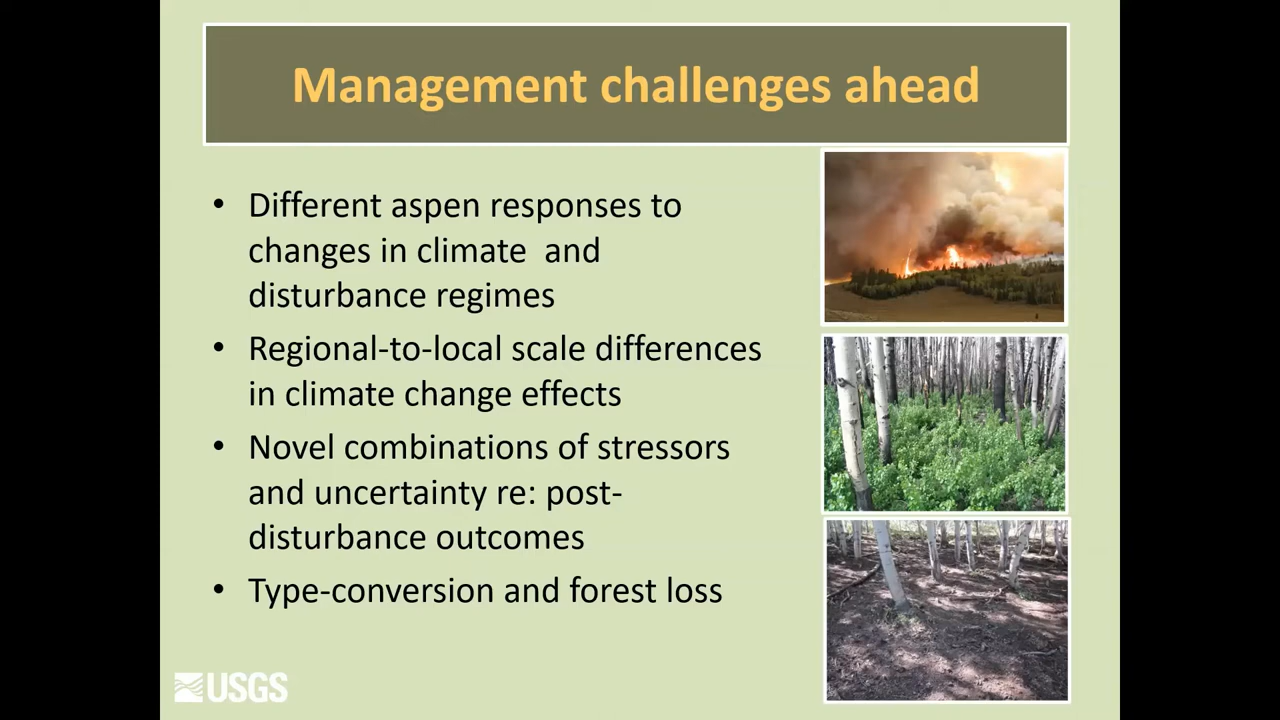 Management challenges ahead
• Different aspen responses to
changes in climate and
disturbance regimes
• Regional-to-local scale differences
in climate change effects
• Novel combinations of stressors
and uncertainty re: post-
disturbance outcomes
• Type-conversion and forest loss
USGS